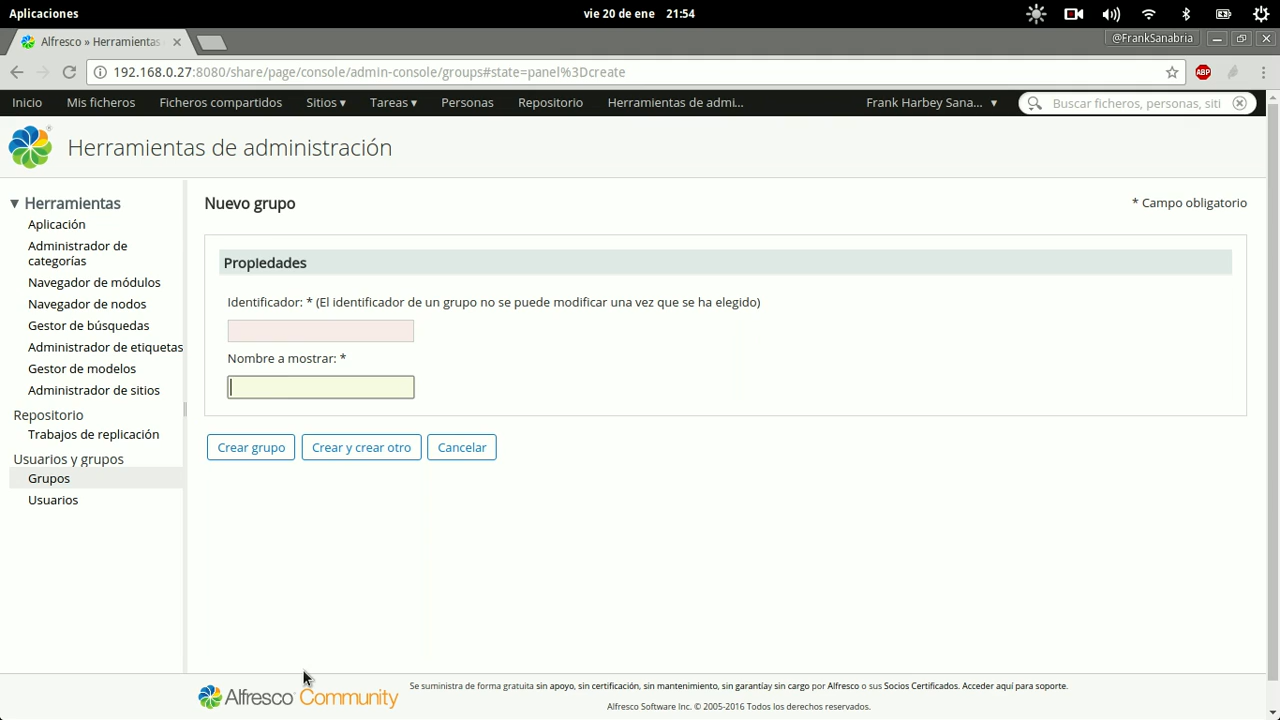 Aplicaciones
vie 20 de ene 21:54
Alfresco » Herramientas
@FrankSanabria
192.168.0.27:8080/share/page/console/admin-console/groups#state=panel%3Dcreate
ABP
Inicio Mis ficheros Ficheros compartidos Sitios ▾ Tareas ▾ Personas Repositorio Herramientas de admi... Frank Harbey Sana... ▾ Buscar ficheros, personas, siti
Herramientas de administración
▼ Herramientas
Aplicación
Administrador de
categorías
Navegador de módulos
Navegador de nodos
Gestor de búsquedas
Administrador de etiquetas
Gestor de modelos
Administrador de sitios
Repositorio
Trabajos de replicación
Usuarios y grupos
Grupos
Usuarios
Nuevo grupo
* Campo obligatorio
Propiedades
Identificador: * (El identificador de un grupo no se puede modificar una vez que se ha elegido)
Nombre a mostrar: *
Crear grupo Crear y crear otro Cancelar
Alfresco Community
Se suministra de forma gratuita sin apoyo, sin certificación, sin mantenimiento, sin garantíay sin cargo por Alfresco o sus Socios Certificados. Acceder aquí para soporte.
Alfresco Software Inc. © 2005-2016 Todos los derechos reservados.